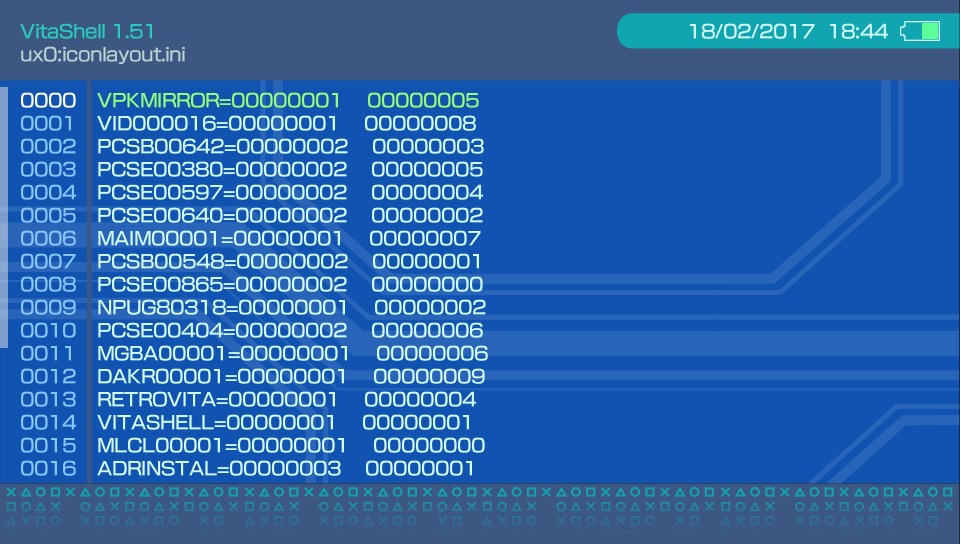 VitaShell 1.51
18/02/2017 18:44
ux0:iconlayout.ini
0000 VPKMIRROR=00000001 00000005
0001 VID000016=00000001 00000008
0002 PCSB00642=00000002 00000003
0003 PCSE00380=00000002 00000005
0004 PCSE00597=00000002 00000004
0005 PCSE00640=00000002 00000002
0006 MAIM00001=00000001 00000007
0007 PCSB00548=00000002 00000001
0008 PCSE00865=00000002 00000000
0009 NPUG80318=00000001 00000002
0010 PCSE00404=00000002 00000006
0011 MGBA00001=00000001 00000006
0012 DAKR00001=00000001 00000009
0013 RETROVITA=00000001 00000004
0014 VITASHELL=00000001 00000001
0015 MLCL00001=00000001 00000000
0016 ADRINSTAL=00000003 00000001